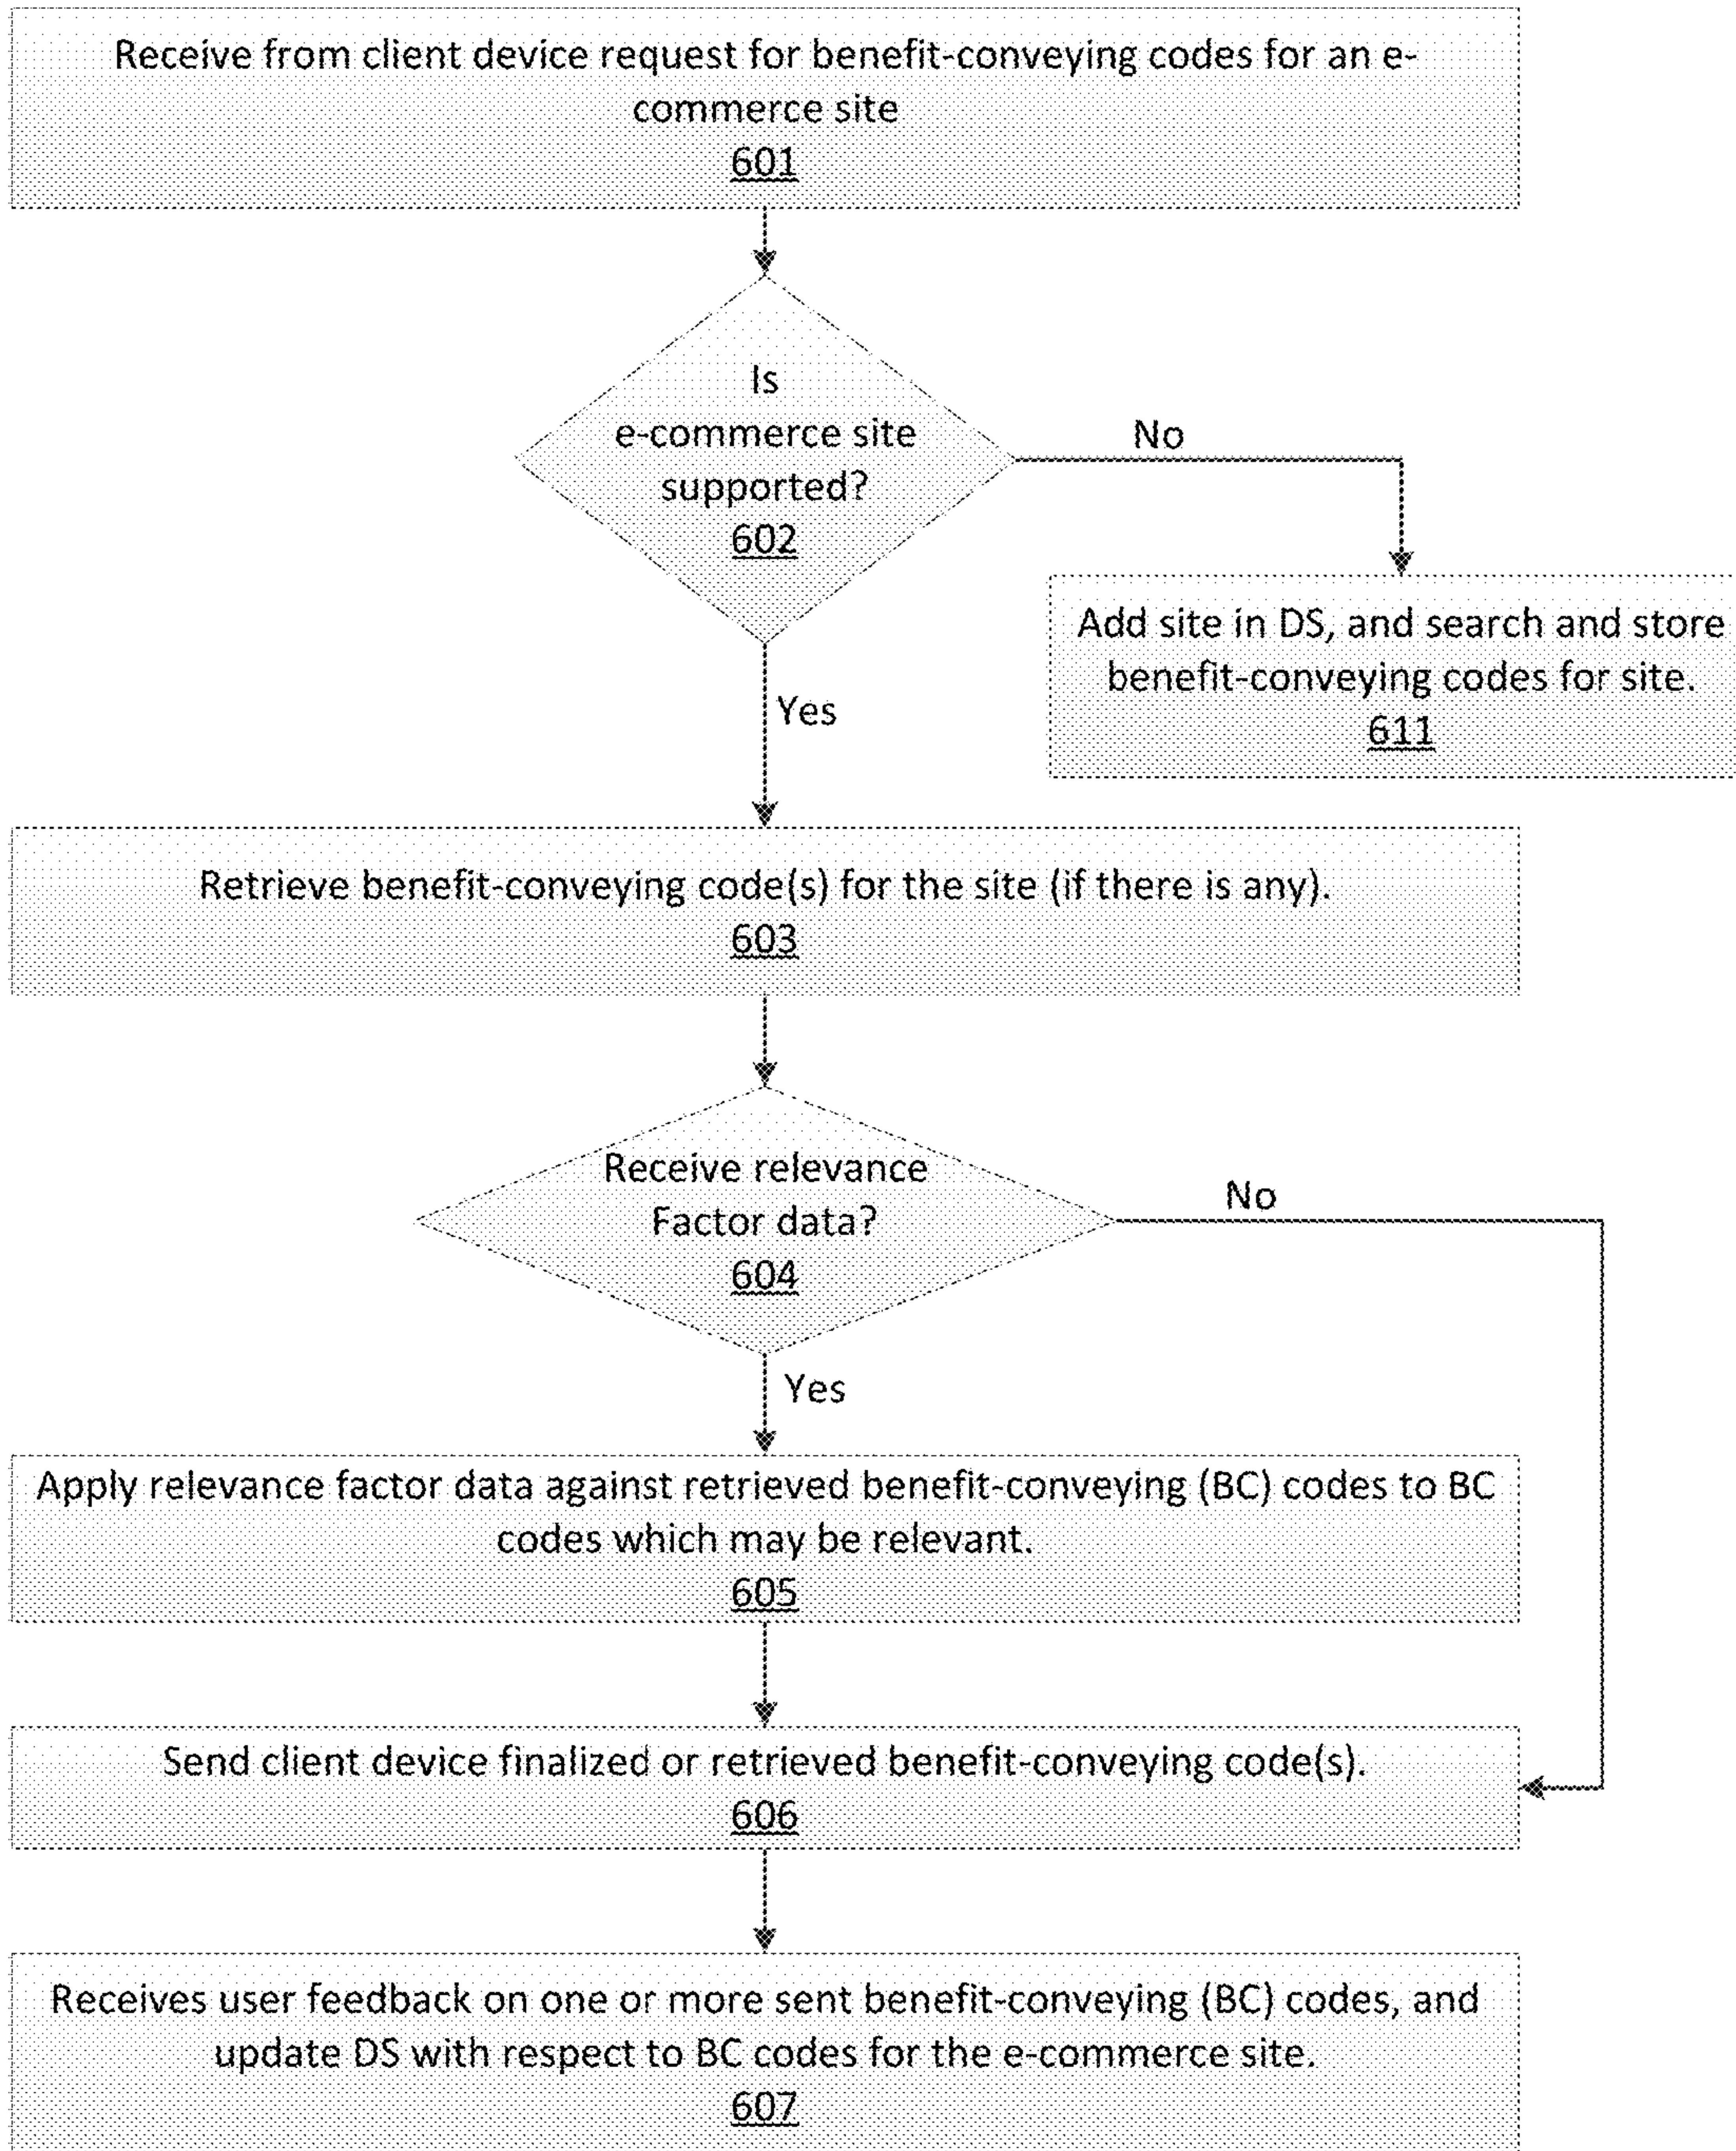 Receive from client device request for benefit-conveying codes for an e-
commerce site
601
Is
e-commerce site
supported?
602
No
Add site in DS, and search and store
benefit-conveying codes for site.
611
Yes
Retrieve benefit-conveying code(s) for the site (if there is any).
603
Receive relevance
Factor data?
604
No
Yes
Apply relevance factor data against retrieved benefit-conveying (BC) codes to BC
codes which may be relevant.
605
Send client device finalized or retrieved benefit-conveying code(s).
606
Receives user feedback on one or more sent benefit-conveying (BC) codes, and
update DS with respect to BC codes for the e-commerce site.
607